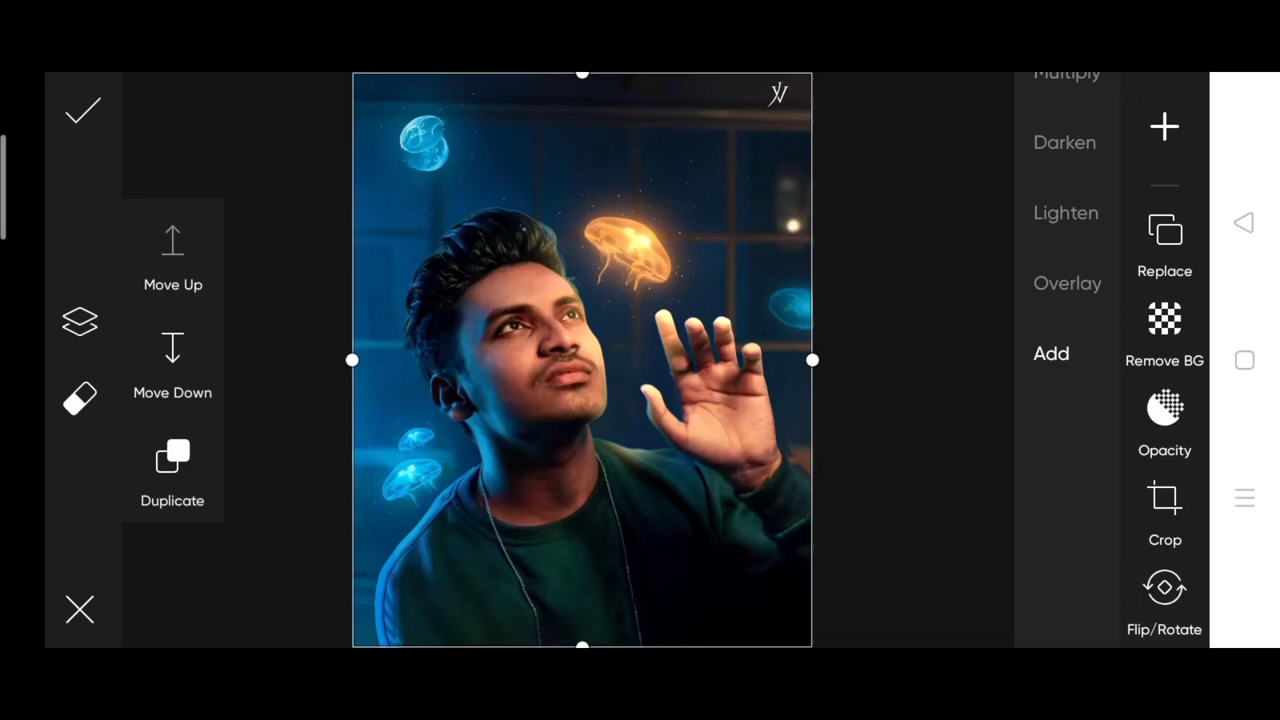 Move Up
Move Down
Duplicate
Multiply
Darken
Lighten
Overlay
Add
Replace
Remove BG
Opacity
Crop
Flip/Rotate